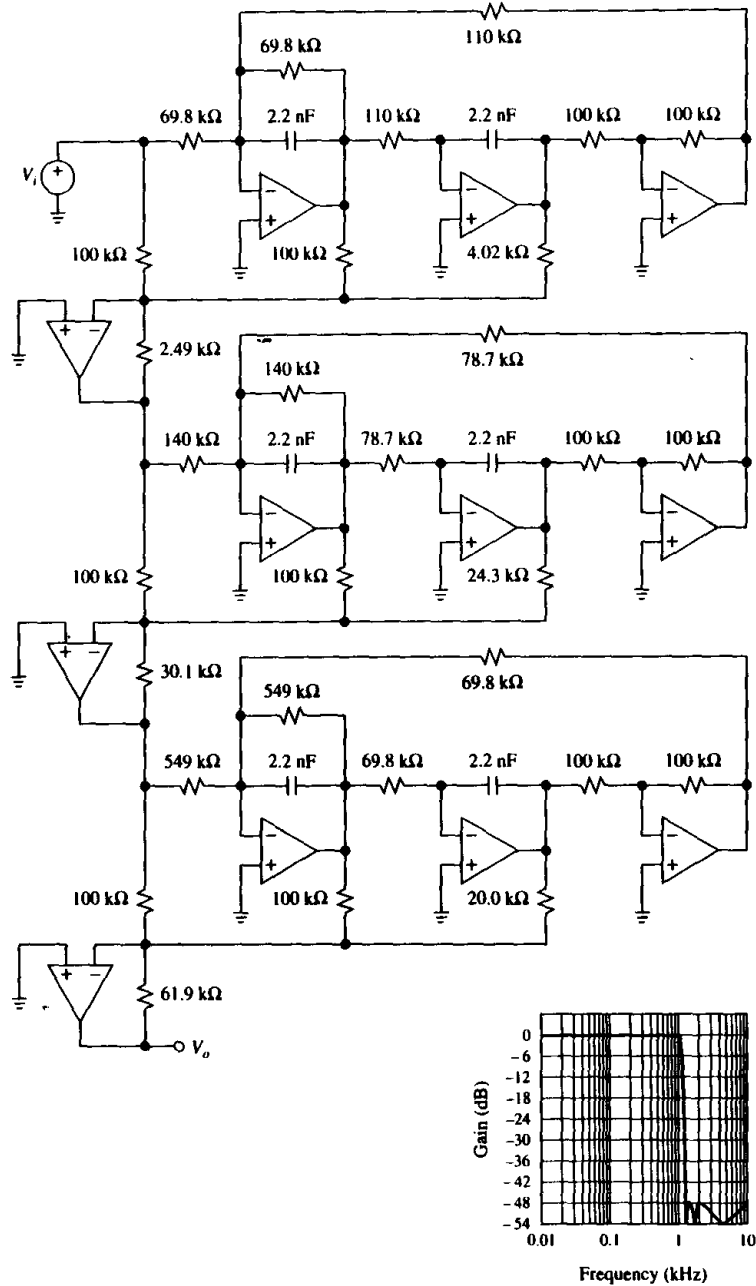 110 kΩ
69.8 kΩ
69.8 kΩ
2.2 nF
110 kΩ
2.2 nF
100 kΩ
100 kΩ
Vi
+
−
+
−
+
−
+
100 kΩ
100 kΩ
4.02 kΩ
+ −
2.49 kΩ
78.7 kΩ
140 kΩ
140 kΩ
2.2 nF
78.7 kΩ
2.2 nF
100 kΩ
100 kΩ
−
+
−
+
−
+
100 kΩ
100 kΩ
24.3 kΩ
+ −
30.1 kΩ
69.8 kΩ
549 kΩ
549 kΩ
2.2 nF
69.8 kΩ
2.2 nF
100 kΩ
100 kΩ
−
+
−
+
−
+
100 kΩ
100 kΩ
20.0 kΩ
+ −
61.9 kΩ
Vo
Gain (dB)
0
−6
−12
−18
−24
−30
−36
−42
−48
−54
0.01 0.1 1 10
Frequency (kHz)